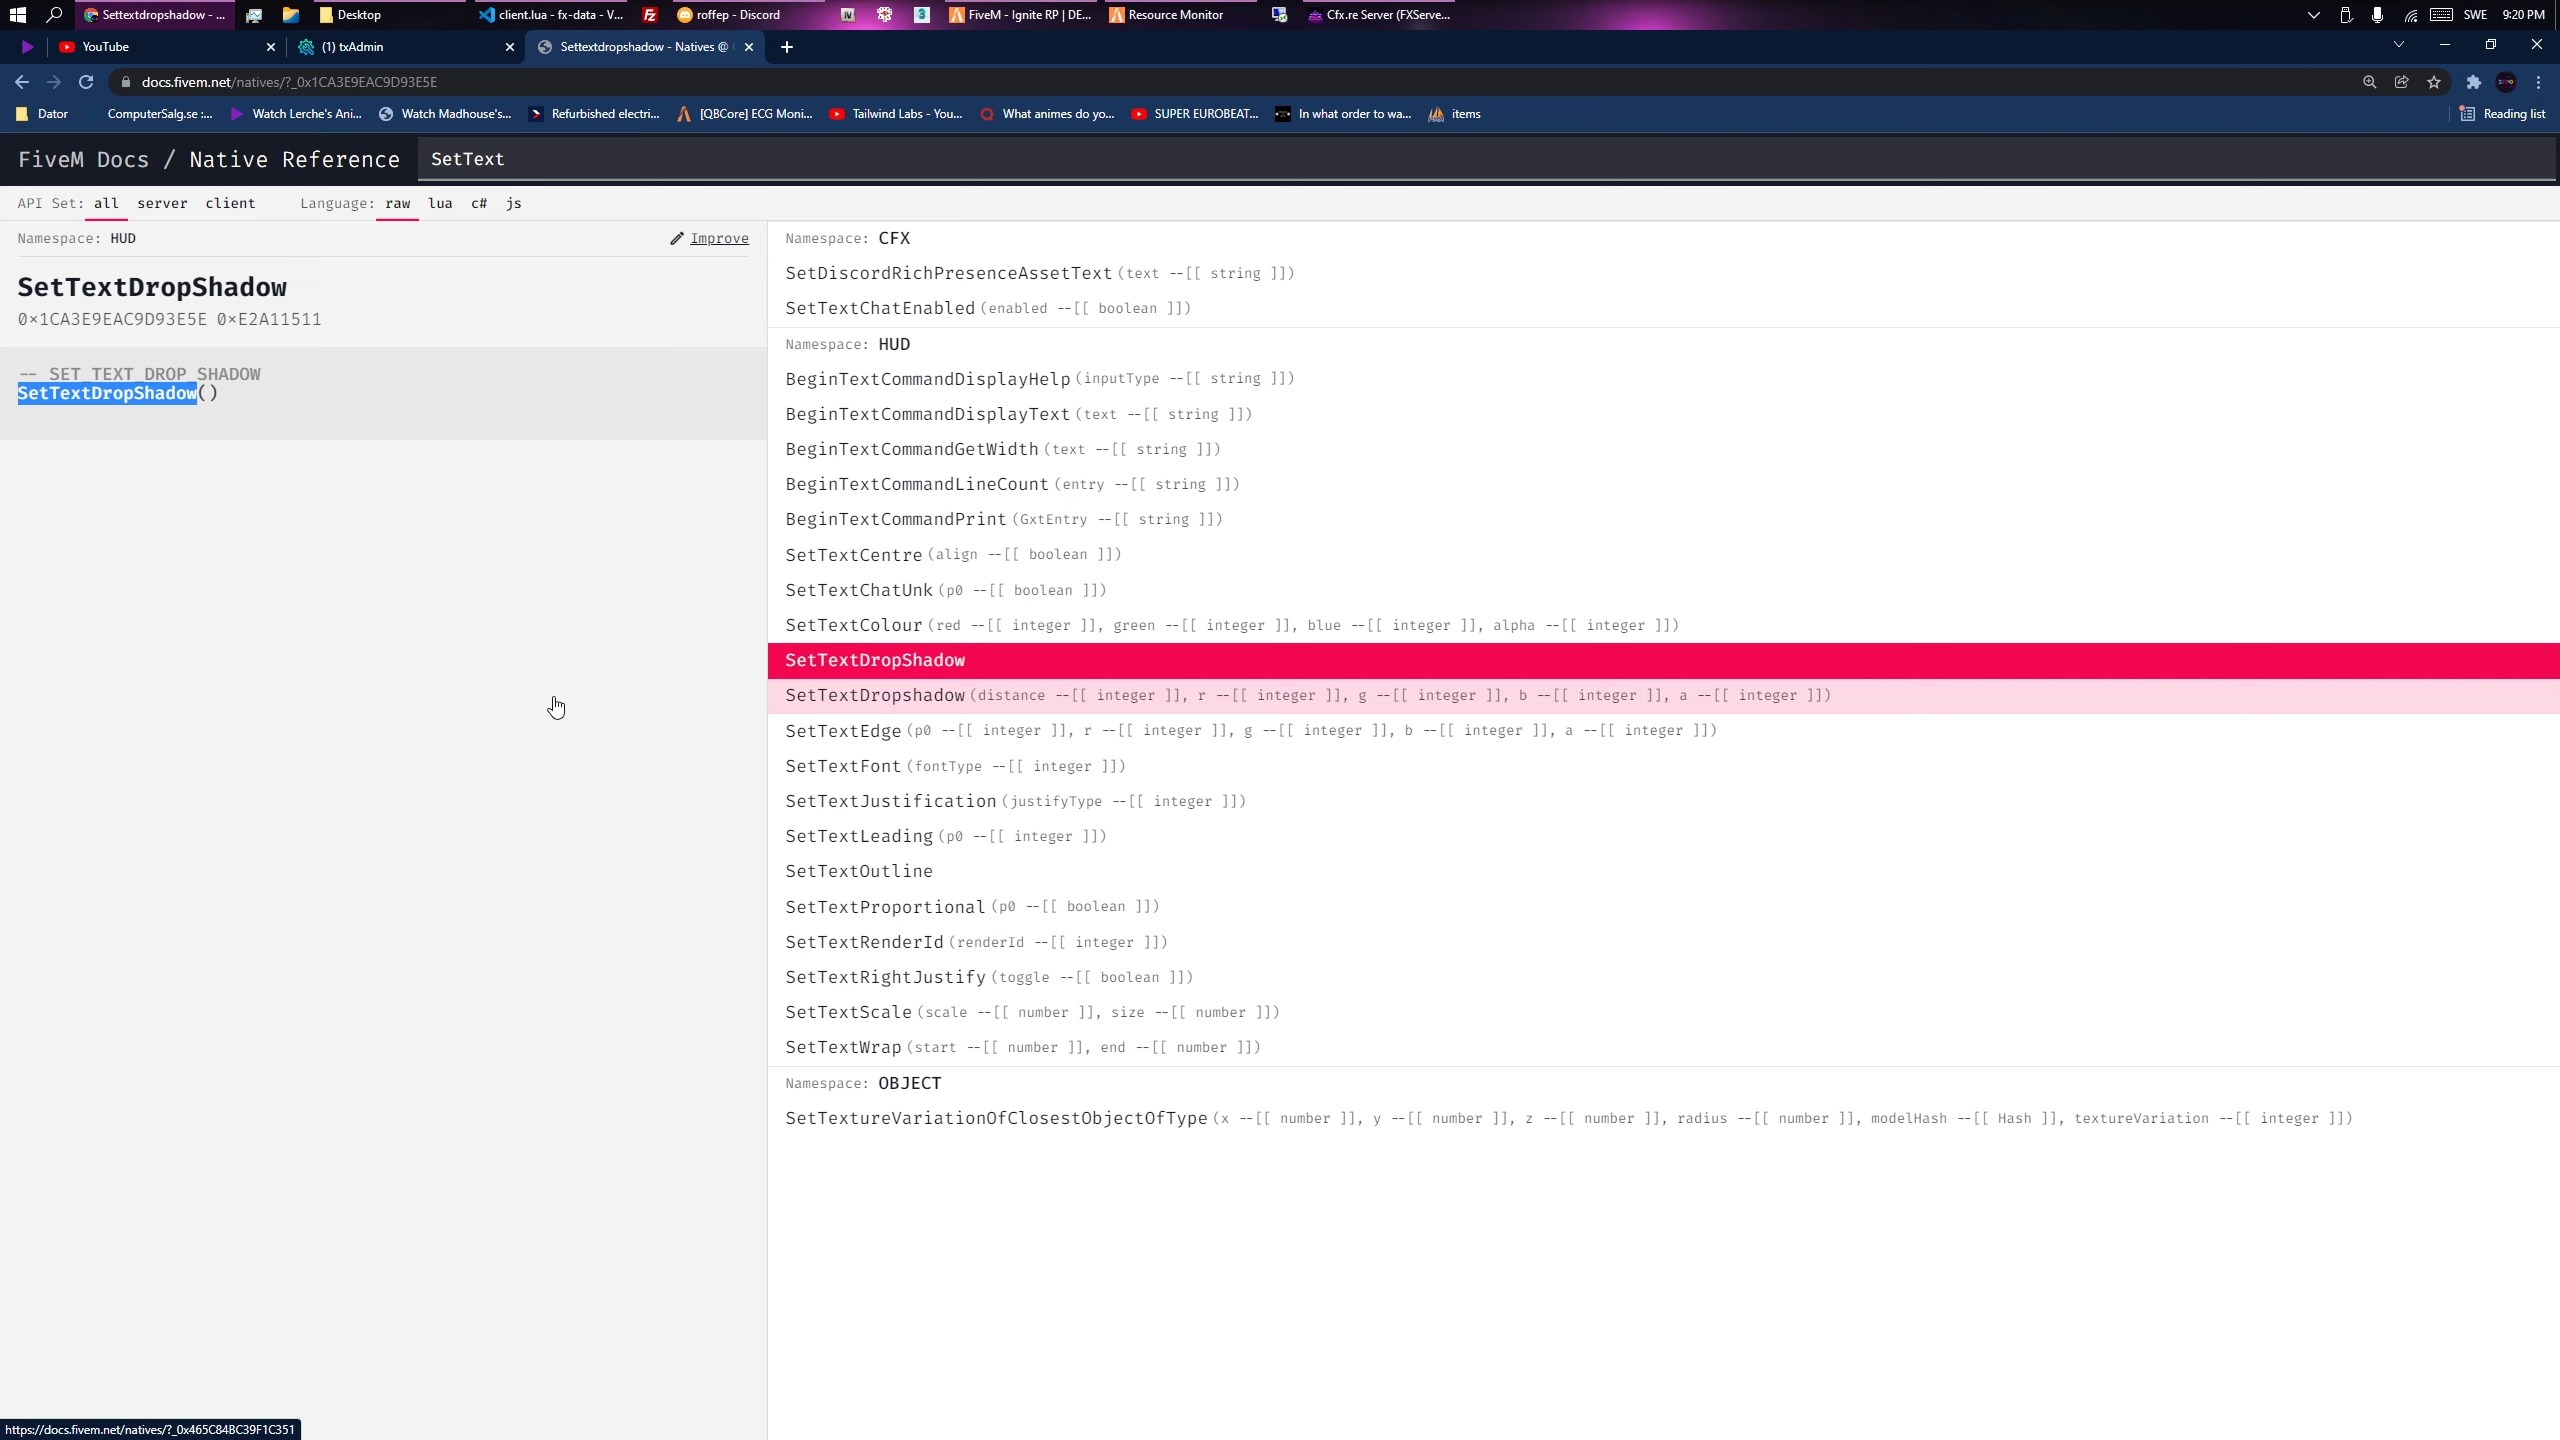 Settextdropshadow - ...
Desktop
client.lua - fx-data - V...
roffep - Discord
FiveM - Ignite RP | DE...
Resource Monitor
Cfx.re Server (FXServe...
SWE
9:20 PM
YouTube
(1) txAdmin
Settextdropshadow - Natives @
docs.fivem.net/natives/?_0x1CA3E9EAC9D93E5E
Dator
ComputerSalg.se :...
Watch Lerche's Ani...
Watch Madhouse's...
Refurbished electri...
[QBCore] ECG Moni...
Tailwind Labs - You...
What animes do yo...
SUPER EUROBEAT...
In what order to wa...
items
Reading list
FiveM Docs / Native Reference
SetText
API Set: all server client Language: raw lua c# js
Namespace: HUD
Improve
SetTextDropShadow
0×1CA3E9EAC9D93E5E 0×E2A11511
-- SET_TEXT_DROP_SHADOW
SetTextDropShadow()
Namespace: CFX
SetDiscordRichPresenceAssetText (text --[[ string ]])
SetTextChatEnabled (enabled --[[ boolean ]])
Namespace: HUD
BeginTextCommandDisplayHelp (inputType --[[ string ]])
BeginTextCommandDisplayText (text --[[ string ]])
BeginTextCommandGetWidth (text --[[ string ]])
BeginTextCommandLineCount (entry --[[ string ]])
BeginTextCommandPrint (GxtEntry --[[ string ]])
SetTextCentre (align --[[ boolean ]])
SetTextChatUnk (p0 --[[ boolean ]])
SetTextColour (red --[[ integer ]], green --[[ integer ]], blue --[[ integer ]], alpha --[[ integer ]])
SetTextDropShadow
SetTextDropshadow (distance --[[ integer ]], r --[[ integer ]], g --[[ integer ]], b --[[ integer ]], a --[[ integer ]])
SetTextEdge (p0 --[[ integer ]], r --[[ integer ]], g --[[ integer ]], b --[[ integer ]], a --[[ integer ]])
SetTextFont (fontType --[[ integer ]])
SetTextJustification (justifyType --[[ integer ]])
SetTextLeading (p0 --[[ integer ]])
SetTextOutline
SetTextProportional (p0 --[[ boolean ]])
SetTextRenderId (renderId --[[ integer ]])
SetTextRightJustify (toggle --[[ boolean ]])
SetTextScale (scale --[[ number ]], size --[[ number ]])
SetTextWrap (start --[[ number ]], end --[[ number ]])
Namespace: OBJECT
SetTextureVariationOfClosestObjectOfType (x --[[ number ]], y --[[ number ]], z --[[ number ]], radius --[[ number ]], modelHash --[[ Hash ]], textureVariation --[[ integer ]])
https://docs.fivem.net/natives/?_0x465C84BC39F1C351